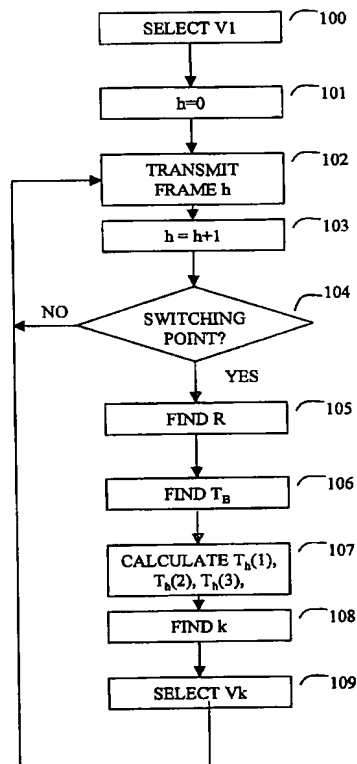 SELECT V1
100
h=0
101
TRANSMIT
FRAME h
102
h = h+1
103
SWITCHING
POINT?
104
NO
YES
FIND R
105
FIND T_B
106
CALCULATE T_h(1),
T_h(2), T_h(3),
107
FIND k
108
SELECT Vk
109